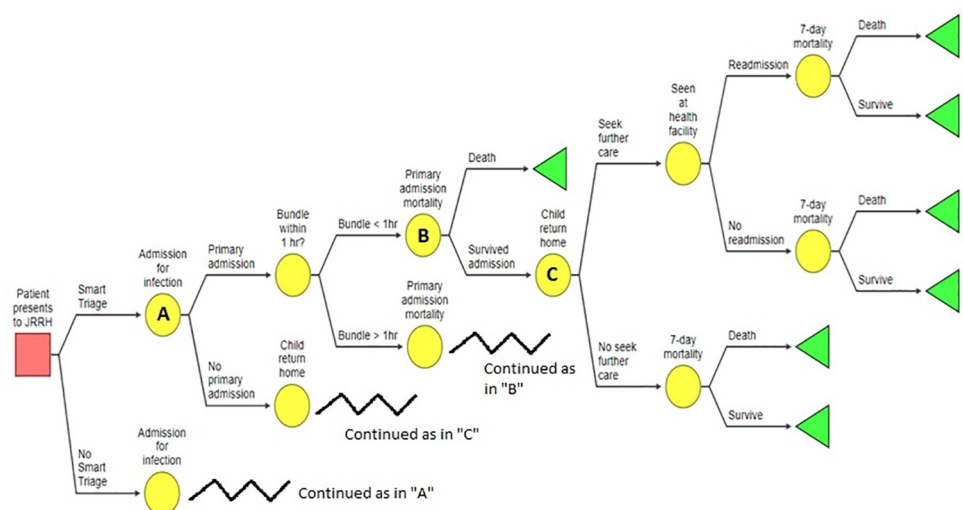 Patient
presents
to JRRH
Smart
Triage
No
Smart
Triage
Admission
for
infection
A
Admission
for
infection
Continued as in "A"
Primary
admission
No
primary
admission
Bundle
within
1 hr?
Child
return
home
Continued as in "C"
Bundle < 1hr
Bundle > 1hr
Primary
admission
mortality
B
Primary
admission
mortality
Continued as
in "B"
Death
Survived
admission
Child
return
home
C
Seek
further
care
No seek
further
care
Seen
at
health
facility
Readmission
No
readmission
7-day
mortality
Death
Survive
7-day
mortality
Death
Survive
7-day
mortality
Death
Survive